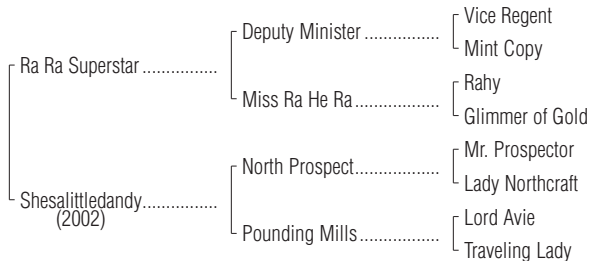 Vice Regent
Deputy Minister ................
Mint Copy
Ra Ra Superstar ................
Rahy
Miss Ra He Ra ..................
Glimmer of Gold
Mr. Prospector
North Prospect ..................
Lady Northcraft
Shesalittledandy ................
(2002)
Lord Avie
Pounding Mills .................
Traveling Lady